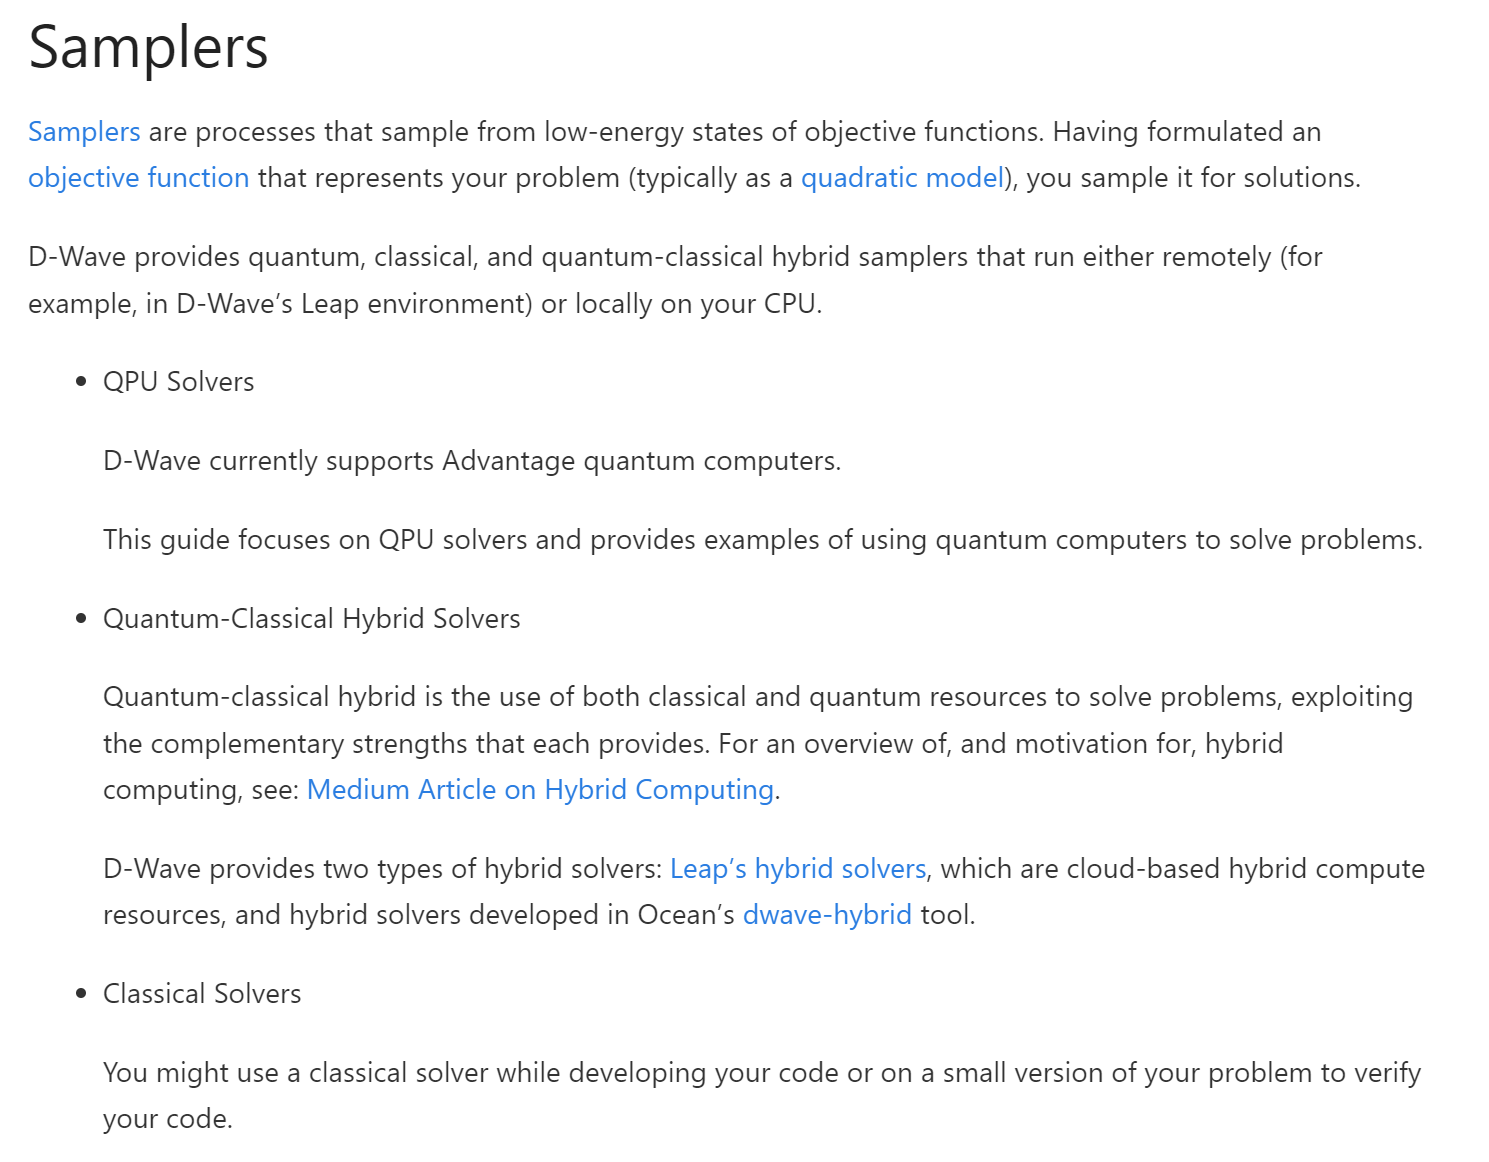 Samplers
Samplers are processes that sample from low-energy states of objective functions. Having formulated an
objective function that represents your problem (typically as a quadratic model), you sample it for solutions.
D-Wave provides quantum, classical, and quantum-classical hybrid samplers that run either remotely (for
example, in D-Wave’s Leap environment) or locally on your CPU.
• QPU Solvers
D-Wave currently supports Advantage quantum computers.
This guide focuses on QPU solvers and provides examples of using quantum computers to solve problems.
• Quantum-Classical Hybrid Solvers
Quantum-classical hybrid is the use of both classical and quantum resources to solve problems, exploiting
the complementary strengths that each provides. For an overview of, and motivation for, hybrid
computing, see: Medium Article on Hybrid Computing.
D-Wave provides two types of hybrid solvers: Leap’s hybrid solvers, which are cloud-based hybrid compute
resources, and hybrid solvers developed in Ocean’s dwave-hybrid tool.
• Classical Solvers
You might use a classical solver while developing your code or on a small version of your problem to verify
your code.